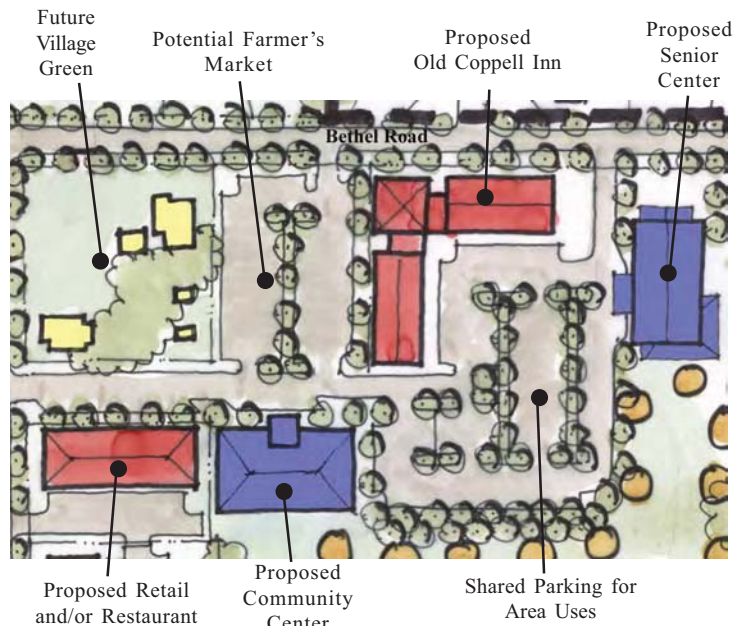 Future
Village
Green
Potential Farmer's
Market
Proposed
Old Coppell Inn
Proposed
Senior
Center
Bethel Road
Proposed Retail
and/or Restaurant
Proposed
Community
Center
Shared Parking for
Area Uses